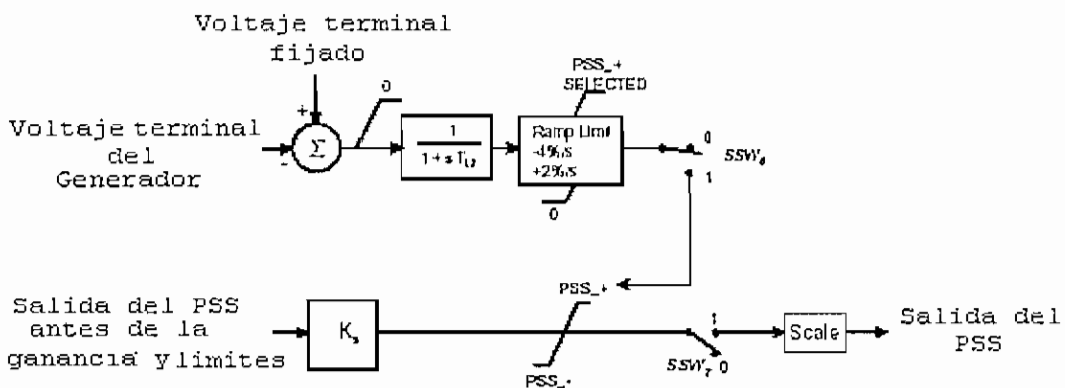 Voltaje terminal
fijado
PSS_+
SELECTED
0
+
Voltaje terminal
del
Generador
-
Σ
1
1 + s T
Ramp Limit
-4%/s
+2%/s
0
0
1
SSW
Salida del PSS
antes de la
ganancia y limites
K
PSS_+
PSS_
1
0
SSW
Scale
Salida del
PSS